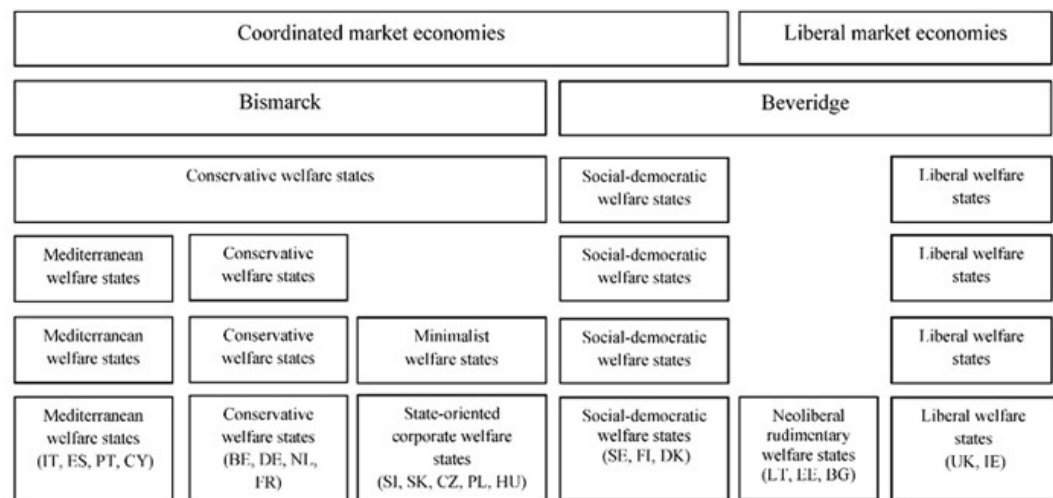 Coordinated market economies
Liberal market economies
Bismarck
Beveridge
Conservative welfare states
Social-democratic
welfare states
Liberal welfare
states
Mediterranean
welfare states
Conservative
welfare states
Social-democratic
welfare states
Liberal welfare
states
Mediterranean
welfare states
Conservative
welfare states
Minimalist
welfare states
Social-democratic
welfare states
Liberal welfare
states
Mediterranean
welfare states
(IT, ES, PT, CY)
Conservative
welfare states
(BE, DE, NL,
FR)
State-oriented
corporate welfare
states
(SI, SK, CZ, PL, HU)
Social-democratic
welfare states
(SE, FI, DK)
Neoliberal
rudimentary
welfare states
(LT, EE, BG)
Liberal welfare
states
(UK, IE)